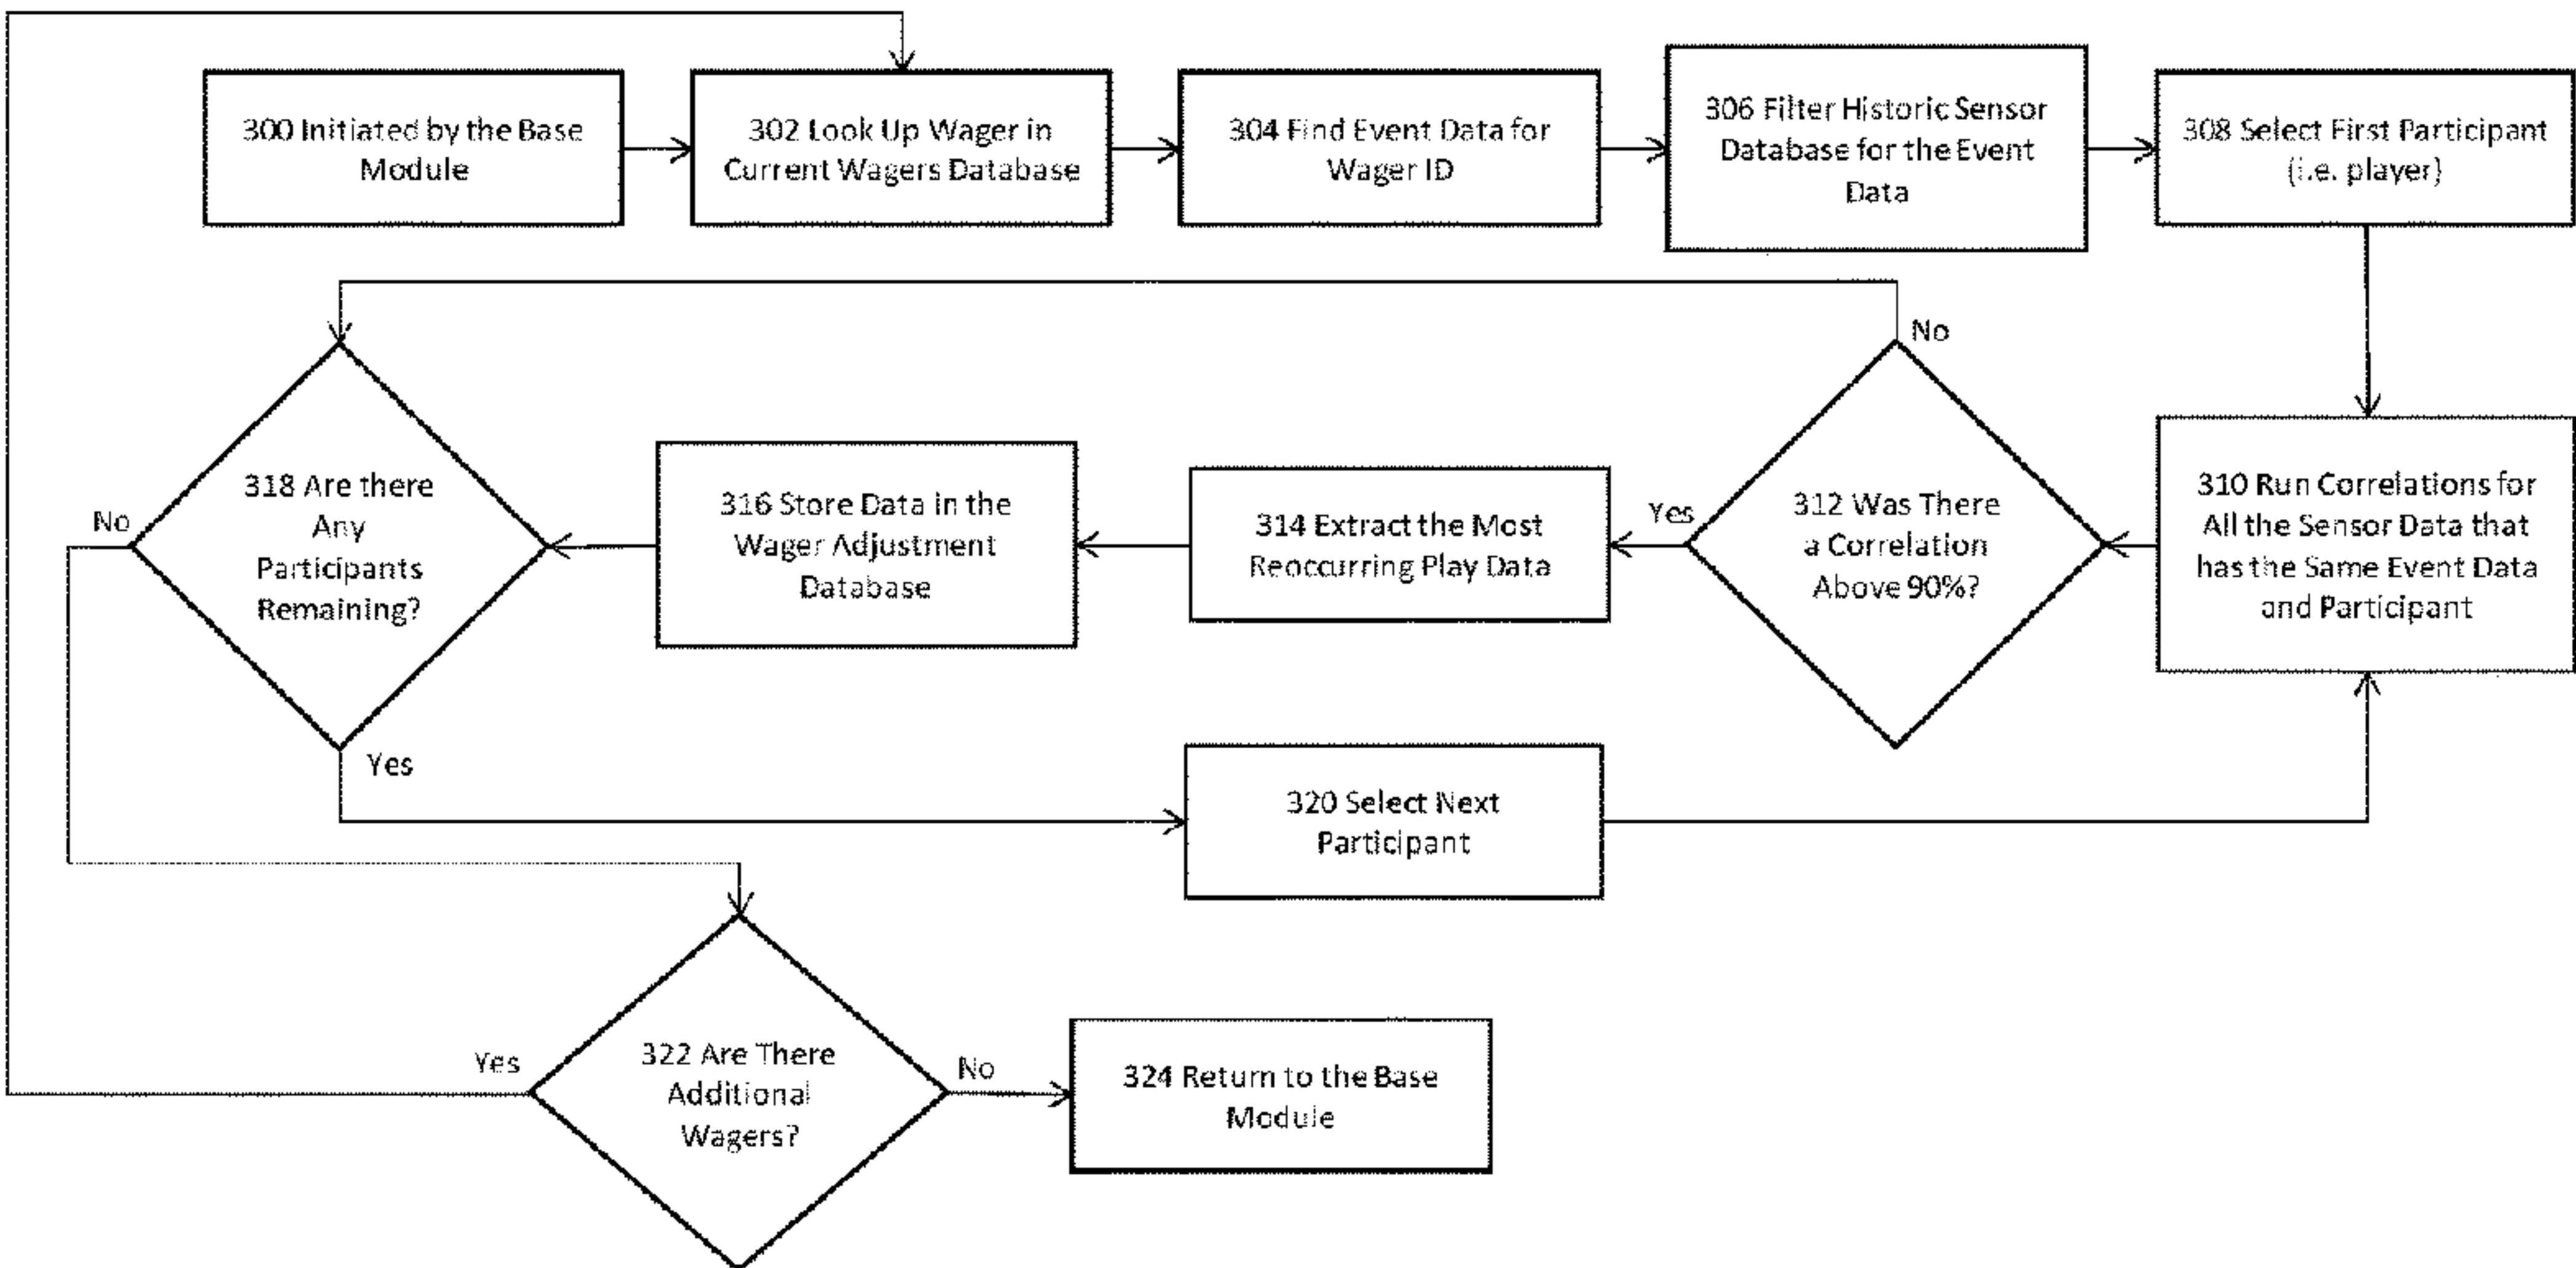 300 Initiated by the Base
Module
302 Look Up Wager in
Current Wagers Database
304 Find Event Data for
Wager ID
306 Filter Historic Sensor
Database for the Event
Data
308 Select First Participant
(i.e. player)
No
318 Are there
Any
Participants
Remaining?
No
Yes
316 Store Data in the
Wager Adjustment
Database
314 Extract the Most
Reoccurring Play Data
Yes
312 Was There
a Correlation
Above 90%?
310 Run Correlations for
All the Sensor Data that
has the Same Event Data
and Participant
320 Select Next
Participant
Yes
322 Are There
Additional
Wagers?
No
324 Return to the Base
Module